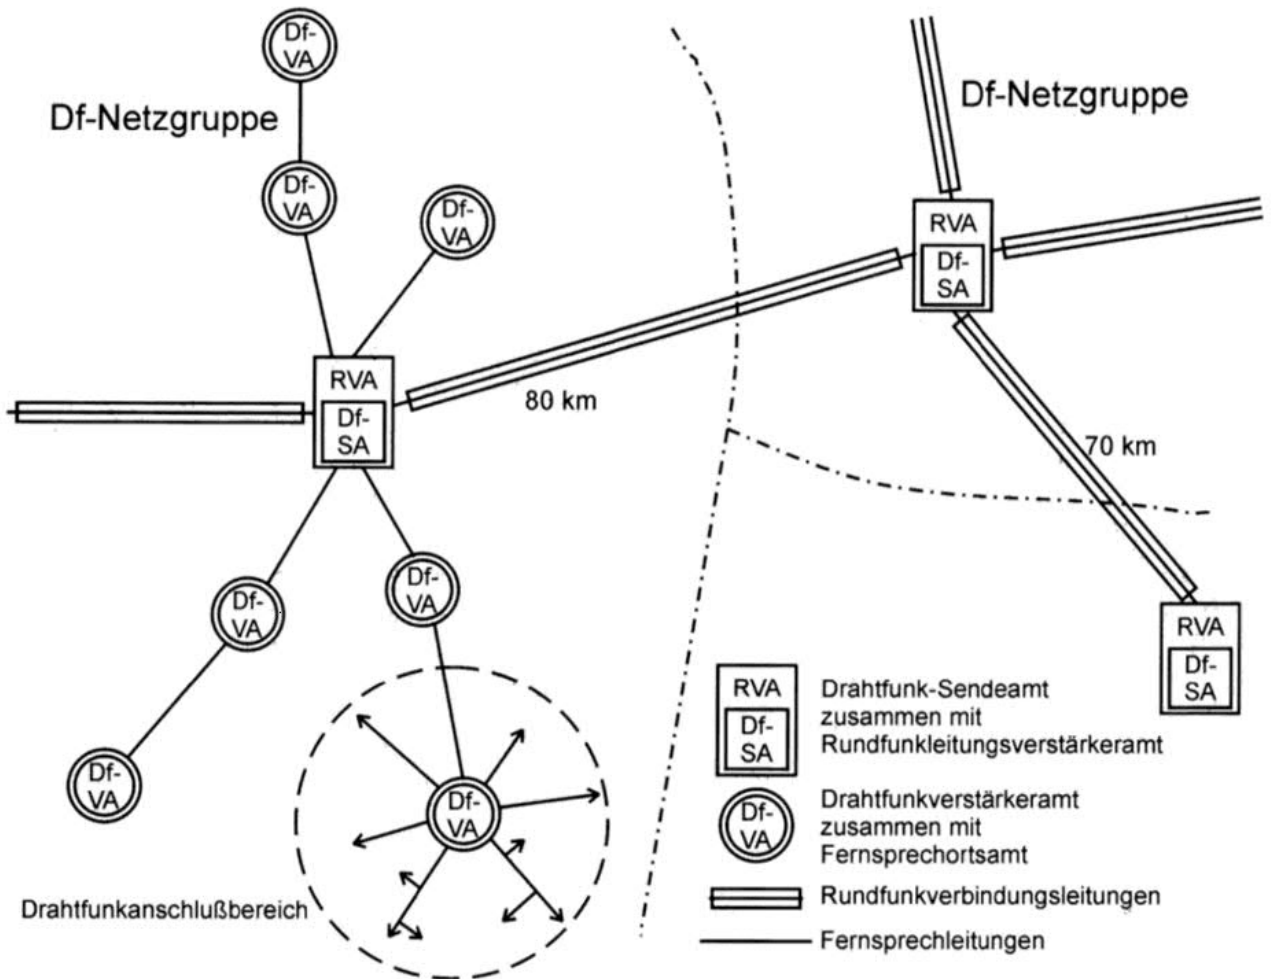 Df-
VA
Df-Netzgruppe
Df-
VA
Df-
VA
RVA
Df-
SA
80 km
Df-
VA
Df-
VA
Df-
VA
Df-
VA
Drahtfunkanschlußbereich
Df-Netzgruppe
RVA
Df-
SA
70 km
RVA
Df-
SA
RVA
Df-
SA
Drahtfunk-Sendeamt
zusammen mit
Rundfunkleitungsverstärkeramt
Df-
VA
Drahtfunkverstärkeramt
zusammen mit
Fernsprechortsamt
Rundfunkverbindungsleitungen
Fernsprechleitungen